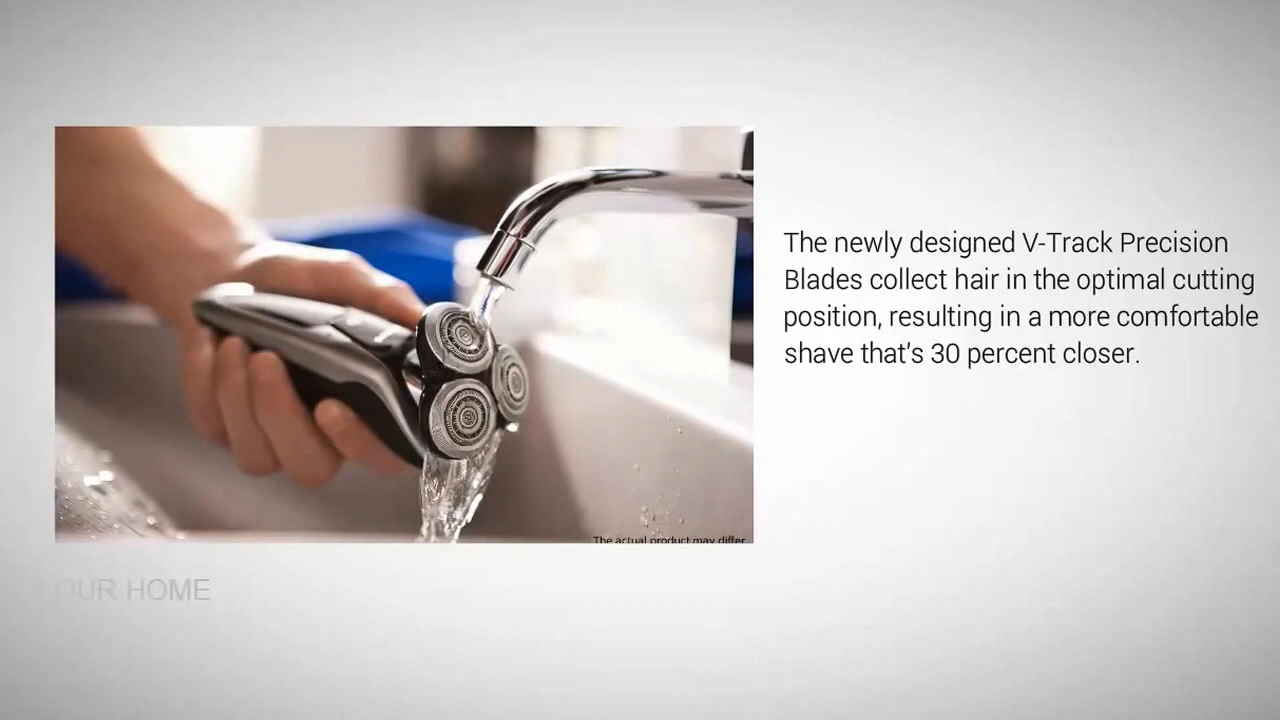 The newly designed V-Track Precision
Blades collect hair in the optimal cutting
position, resulting in a more comfortable
shave that's 30 percent closer.
The actual product may differ
OUR HOME